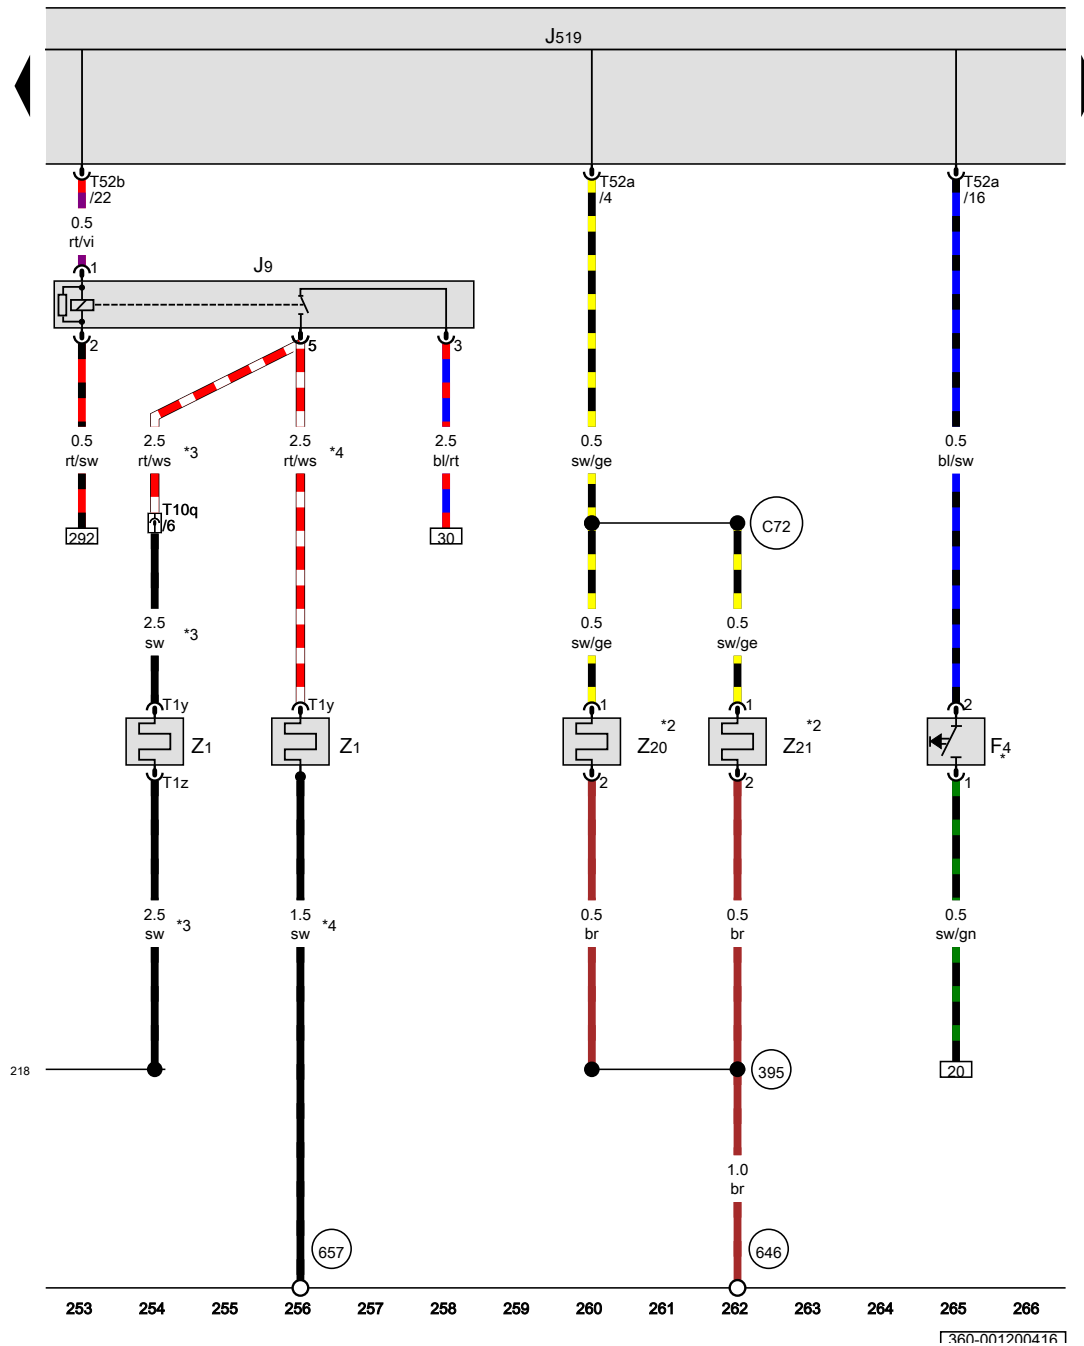 J519
T52b
/22
T52a
/4
T52a
/16
0.5
rt/vi
1
J9
2
5
3
0.5
rt/sw
2.5
rt/ws
*3
2.5
rt/ws
*4
2.5
bl/rt
0.5
sw/ge
0.5
bl/sw
T10q
/6
292
30
C72
2.5
sw
*3
0.5
sw/ge
0.5
sw/ge
T1y
T1y
1
1
2
Z1
Z1
Z20
*2
Z21
*2
F4
*
T1z
2
2
1
2.5
sw
*3
1.5
sw
*4
0.5
br
0.5
br
0.5
sw/gn
218
395
20
1.0
br
657
646
253 254 255 256 257 258 259 260 261 262 263 264 265 266
360-001200416